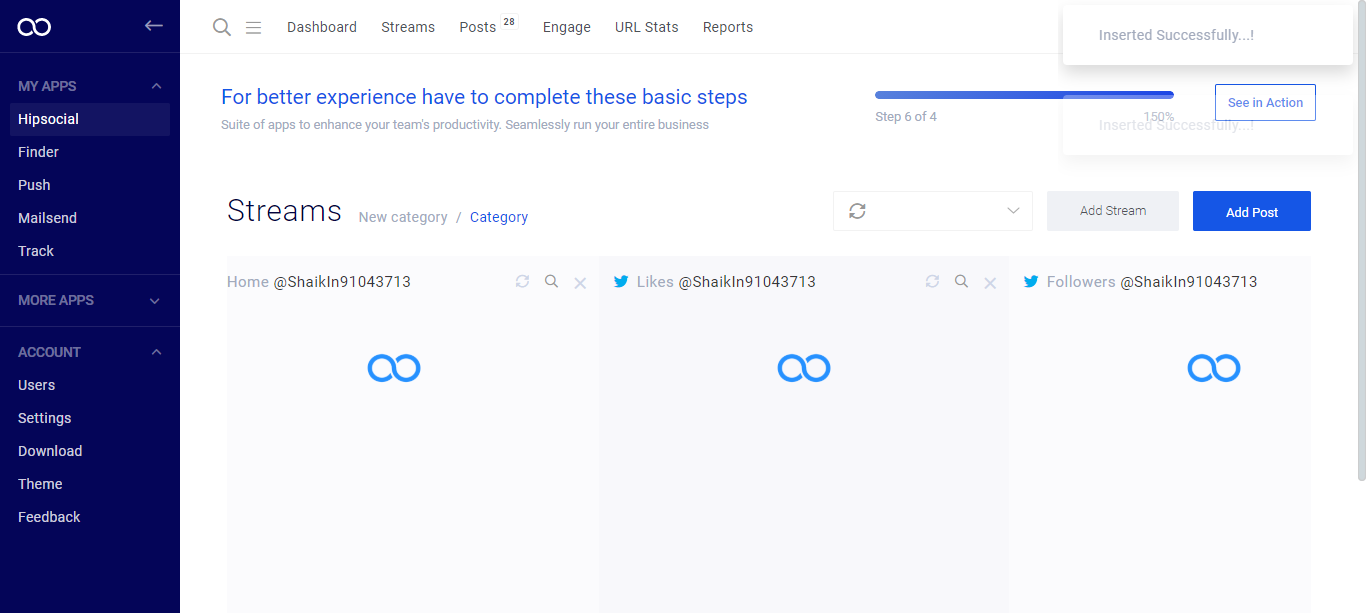 MY APPS
Hipsocial
Finder
Push
Mailsend
Track
MORE APPS
ACCOUNT
Users
Settings
Download
Theme
Feedback
Dashboard Streams Posts 28 Engage URL Stats Reports
Inserted Successfully...!
For better experience have to complete these basic steps
Suite of apps to enhance your team's productivity. Seamlessly run your entire business
Step 6 of 4 150%
See in Action
Inserted Successfully...!
Streams New category / Category
Add Stream
Add Post
Home @ShaikIn91043713
Likes @ShaikIn91043713
Followers @ShaikIn91043713